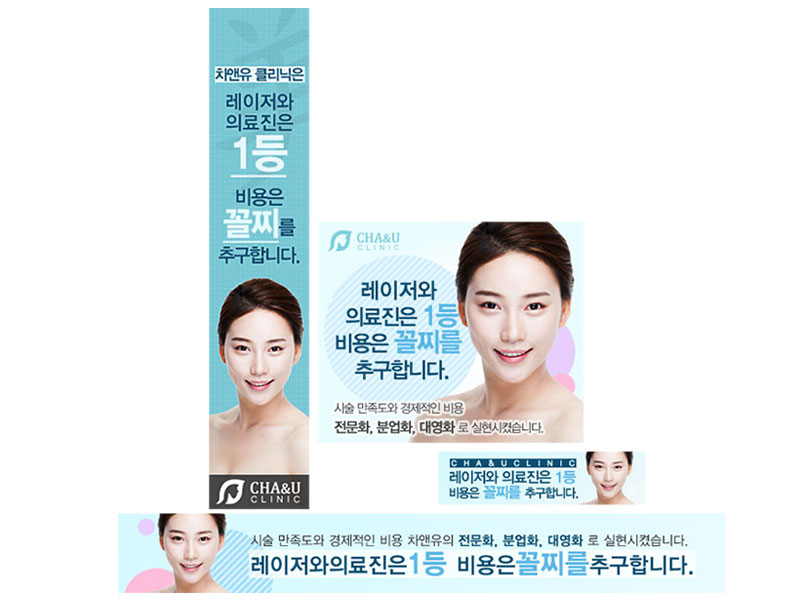 차앤유 클리닉은
레이저와
의료진은
1등
비용은
꼴찌를
추구합니다.
CHA&U
CLINIC
CHA&U
CLINIC
레이저와
의료진은 1등
비용은 꼴찌를
추구합니다.
시술 만족도와 경제적인 비용
전문화, 분업화, 대영화 로 실현시켰습니다.
CHA&UCLINIC
레이저와 의료진은 1등
비용은 꼴찌를 추구합니다.
시술 만족도와 경제적인 비용 차앤유의 전문화, 분업화, 대영화 로 실현시켰습니다.
레이저와의료진은1등 비용은꼴찌를추구합니다.